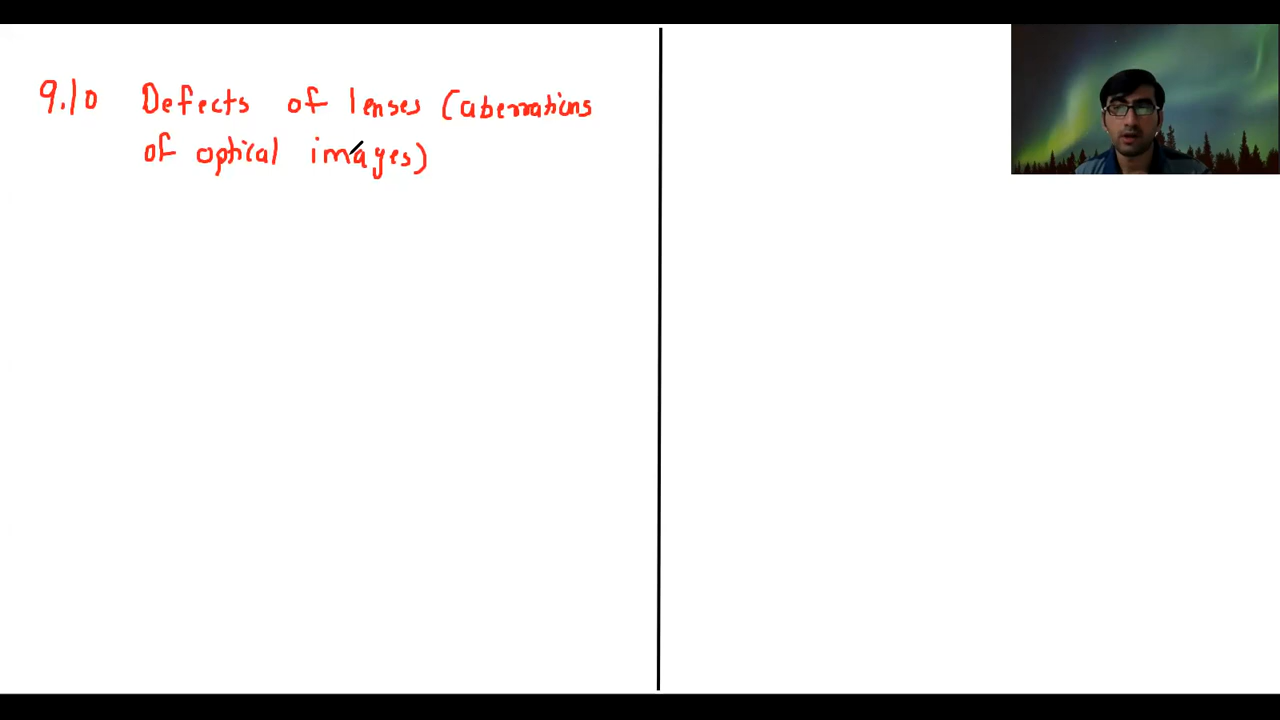 9.10 Defects of lenses (aberrations
of optical images)